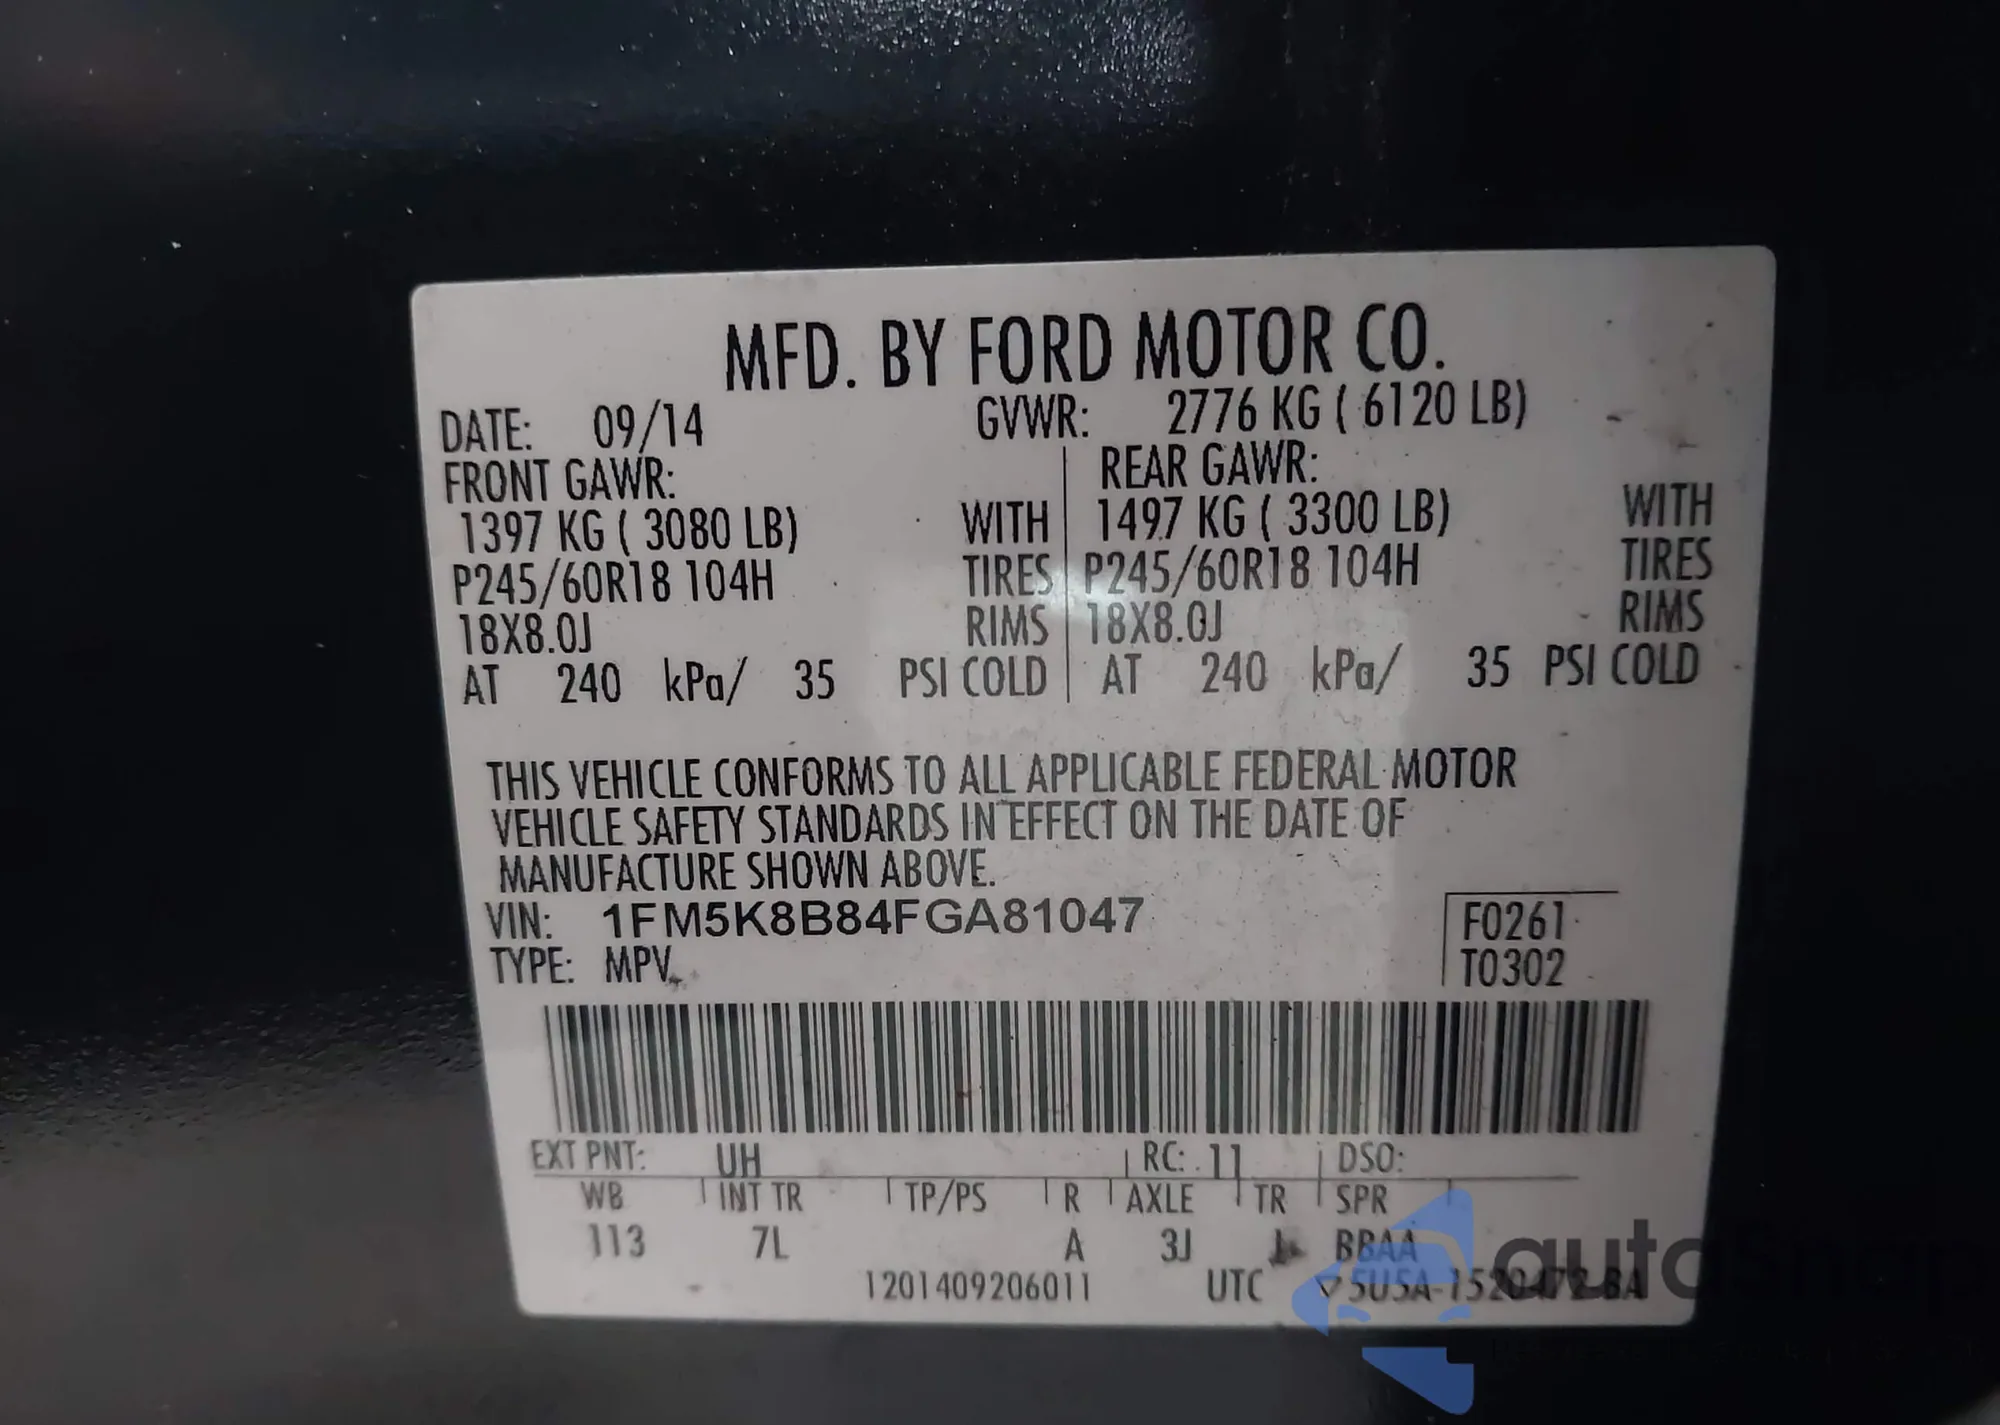 MFD. BY FORD MOTOR CO.
DATE: 09/14 GVWR: 2776 KG ( 6120 LB)
FRONT GAWR: REAR GAWR:
1397 KG ( 3080 LB) WITH 1497 KG ( 3300 LB) WITH
P245/60R18 104H TIRES P245/60R18 104H TIRES
18X8.0J RIMS 18X8.0J RIMS
AT 240 kPa/ 35 PSI COLD AT 240 kPa/ 35 PSI COLD
THIS VEHICLE CONFORMS TO ALL APPLICABLE FEDERAL MOTOR
VEHICLE SAFETY STANDARDS IN EFFECT ON THE DATE OF
MANUFACTURE SHOWN ABOVE.
VIN: 1FM5K8B84FGA81047 F0261
TYPE: MPV T0302
EXT PNT: UH RC: 11 DSO:
WB INT TR TP/PS R AXLE TR SPR
113 7L A 3J J BBAA
1201409206011 UTC 5U5A-1520472-BA